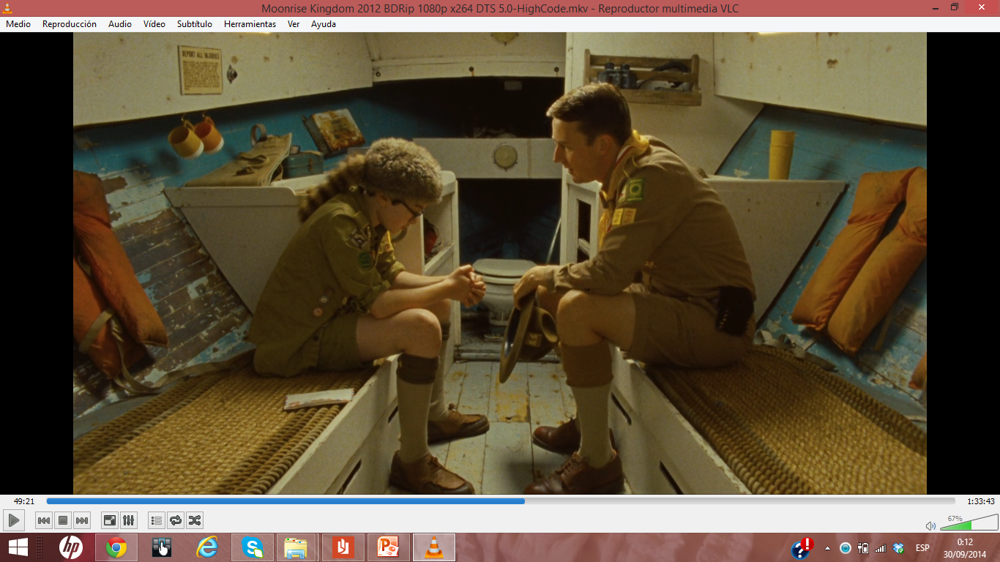 Moonrise Kingdom 2012 BDRip 1080p x264 DTS 5.0-HighCode.mkv - Reproductor multimedia VLC
Medio Reproducción Audio Vídeo Subtítulo Herramientas Ver Ayuda
REPORT ALL INJURIES
49:21 1:33:43
67%
hp
ESP
0:12
30/09/2014